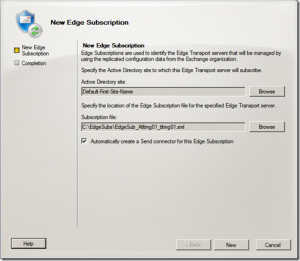 New Edge Subscription
New Edge
Subscription
Completion
New Edge Subscription
Edge Subscriptions are used to identify the Edge Transport servers that will be managed by
using the replicated configuration data from the Exchange organization.
Specify the Active Directory site to which this Edge Transport server will subscribe.
Active Directory site:
Default-First-Site-Name
Browse
Specify the location of the Edge Subscription file for the specified Edge Transport server.
Subscription file:
Browse
Automatically create a Send connector for this Edge Subscription
Help
< Back
New
Cancel